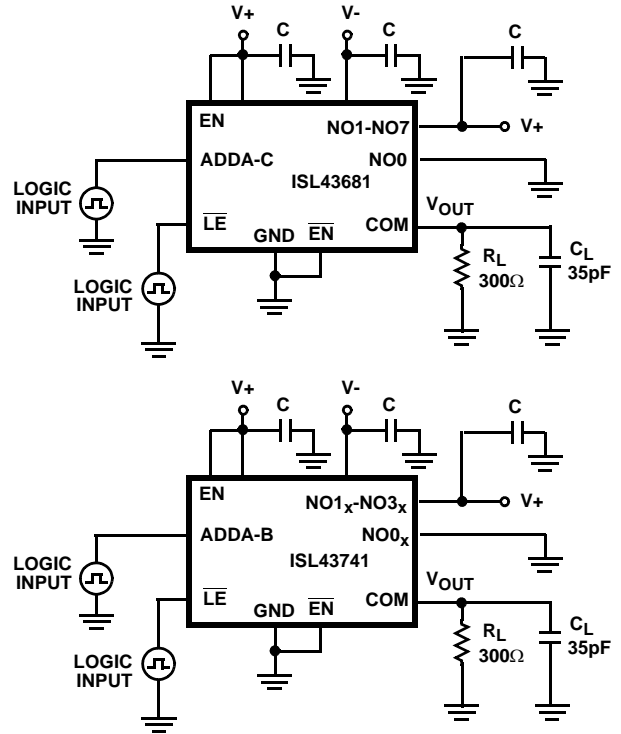 V+
C
V-
C
C
EN
NO1-NO7
V+
ADDA-C
NO0
ISL43681
LOGIC
INPUT
LE
GND
EN
COM
VOUT
RL
300Ω
CL
35pF
LOGIC
INPUT
V+
C
V-
C
C
EN
NO1x-NO3x
V+
ADDA-B
NO0x
ISL43741
LOGIC
INPUT
LE
GND
EN
COM
VOUT
RL
300Ω
CL
35pF
LOGIC
INPUT